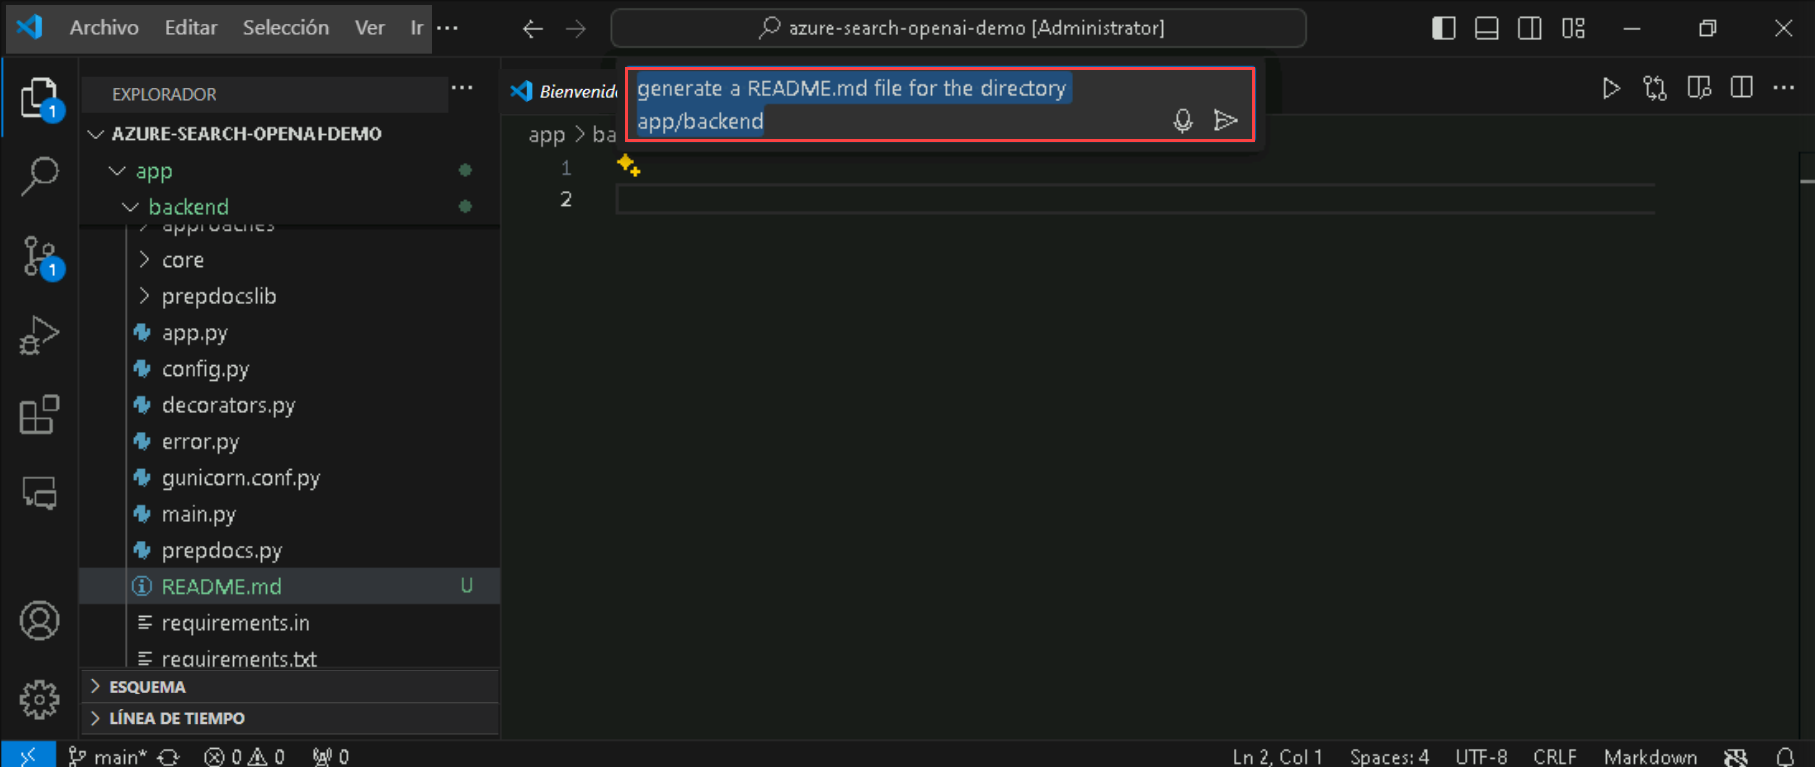 Archivo Editar Selección Ver Ir ...
azure-search-openai-demo [Administrator]
EXPLORADOR ...
AZURE-SEARCH-OPENAI-DEMO
app
backend
approaches
core
prepdocslib
app.py
config.py
decorators.py
error.py
gunicorn.conf.py
main.py
prepdocs.py
README.md U
requirements.in
requirements.txt
ESQUEMA
LÍNEA DE TIEMPO
1
1
Bienvenido
generate a README.md file for the directory
app/backend
app > ba
1
2
main* 0 0 0
Ln 2, Col 1 Spaces: 4 UTF-8 CRLF Markdown